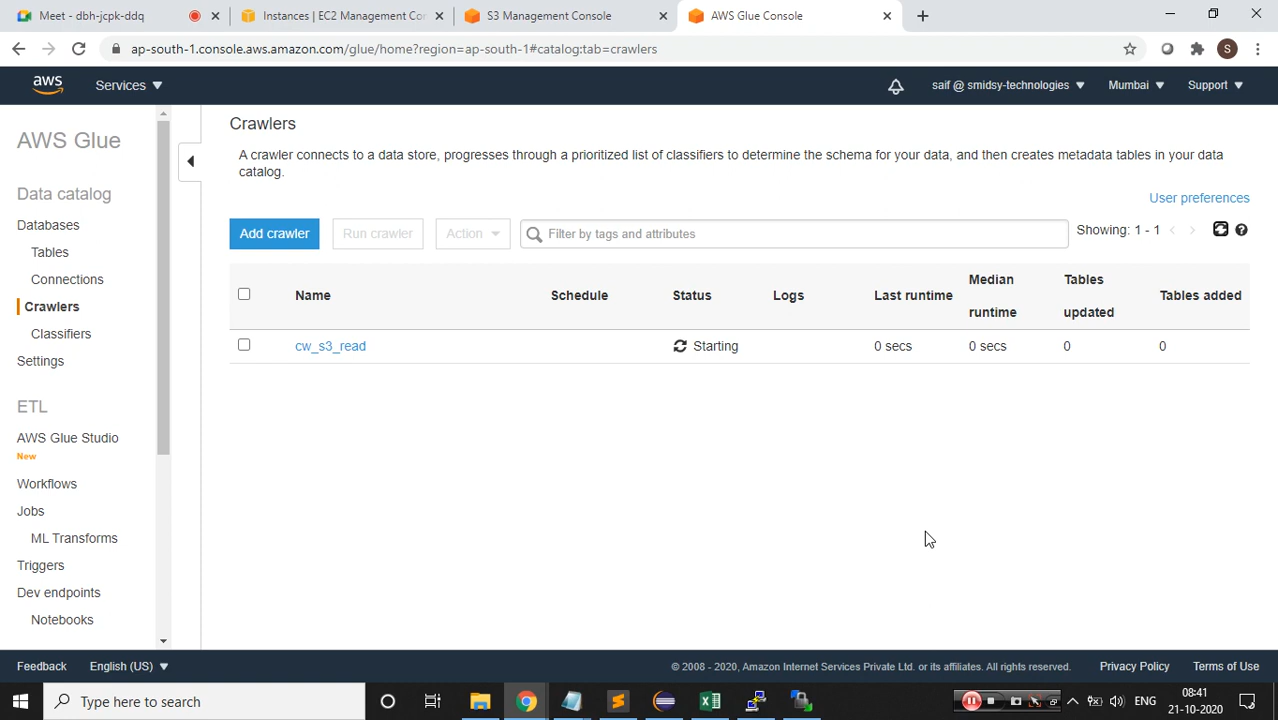 Meet - dbh-jcpk-ddq
Instances | EC2 Management Con
S3 Management Console
AWS Glue Console
ap-south-1.console.aws.amazon.com/glue/home?region=ap-south-1#catalog:tab=crawlers
S
aws
Services
saif @ smidsy-technologies
Mumbai
Support
AWS Glue
Data catalog
Databases
Tables
Connections
Crawlers
Classifiers
Settings
ETL
AWS Glue Studio
New
Workflows
Jobs
ML Transforms
Triggers
Dev endpoints
Notebooks
Crawlers
A crawler connects to a data store, progresses through a prioritized list of classifiers to determine the schema for your data, and then creates metadata tables in your data
catalog.
User preferences
Add crawler
Run crawler
Action
Filter by tags and attributes
Showing: 1 - 1
Name
Schedule
Status
Logs
Last runtime
Median
runtime
Tables
updated
Tables added
cw_s3_read
Starting
0 secs
0 secs
0
0
Feedback
English (US)
© 2008 - 2020, Amazon Internet Services Private Ltd. or its affiliates. All rights reserved.
Privacy Policy
Terms of Use
Type here to search
ENG
08:41
21-10-2020